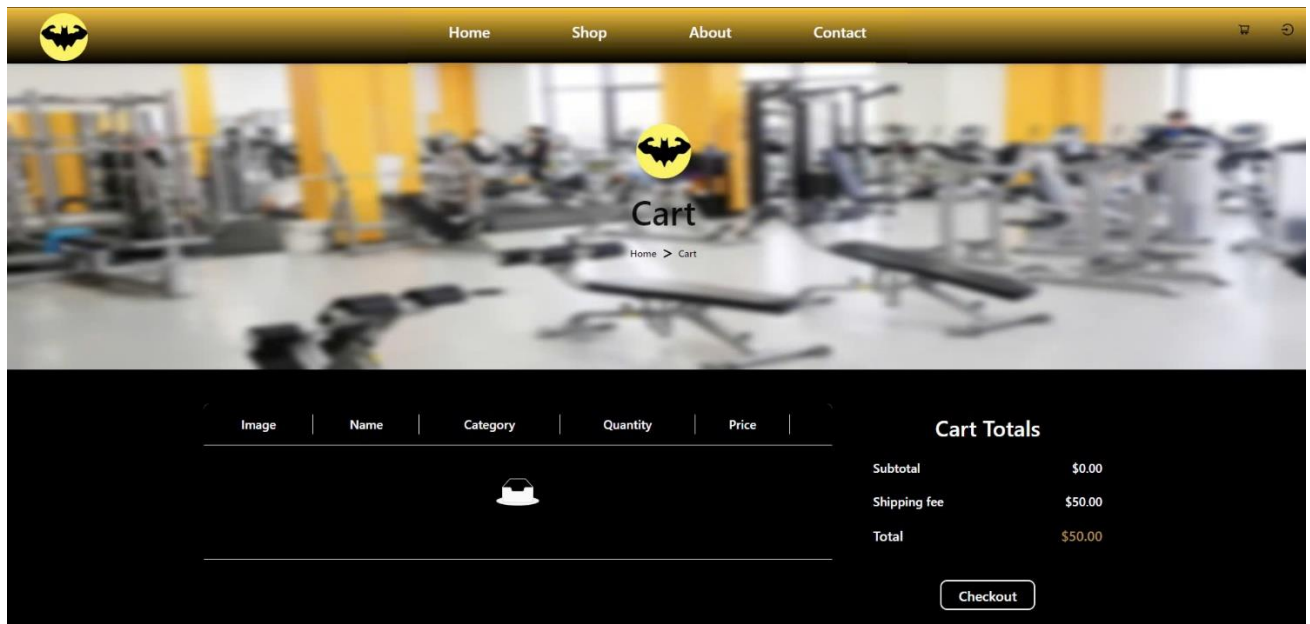 Home Shop About Contact
Cart
Home > Cart
Image Name Category Quantity Price
Cart Totals
Subtotal $0.00
Shipping fee $50.00
Total $50.00
Checkout